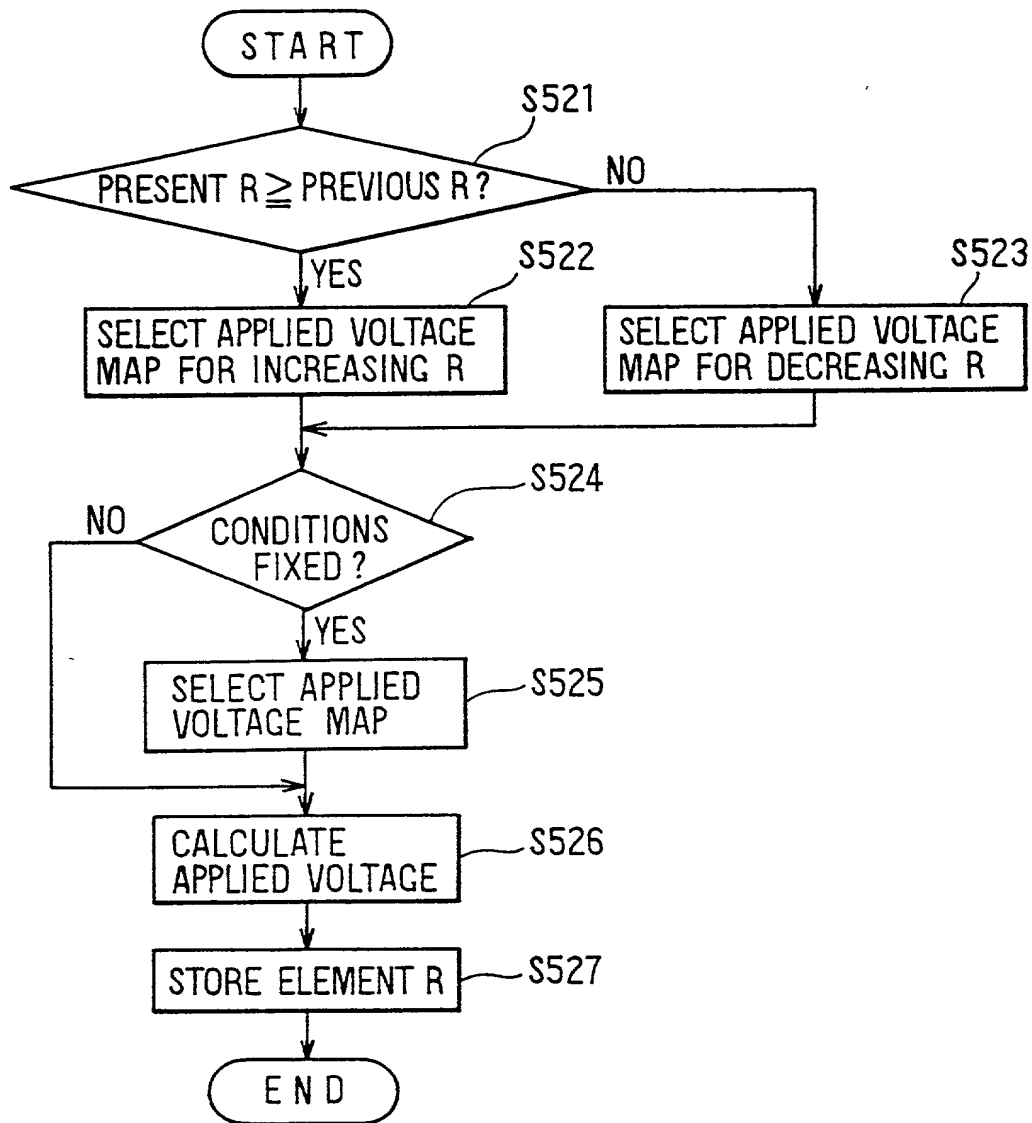 START
S521
PRESENT R ≧ PREVIOUS R?
NO
YES
S522
S523
SELECT APPLIED VOLTAGE
MAP FOR INCREASING R
SELECT APPLIED VOLTAGE
MAP FOR DECREASING R
S524
NO
CONDITIONS
FIXED?
YES
S525
SELECT APPLIED
VOLTAGE MAP
S526
CALCULATE
APPLIED VOLTAGE
S527
STORE ELEMENT R
END